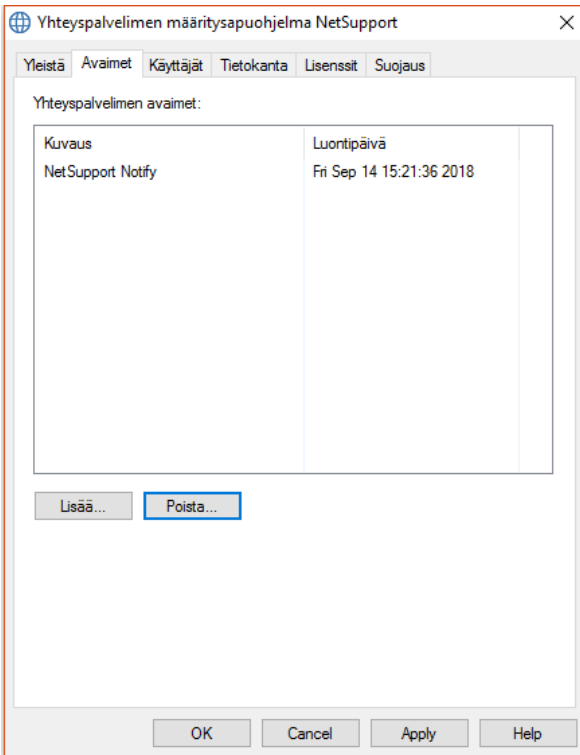 Yhteyspalvelimen määritysapuohjelma NetSupport
Yleistä Avaimet Käyttäjät Tietokanta Lisenssit Suojaus
Yhteyspalvelimen avaimet:
Kuvaus Luontipäivä
NetSupport Notify Fri Sep 14 15:21:36 2018
Lisää... Poista...
OK Cancel Apply Help